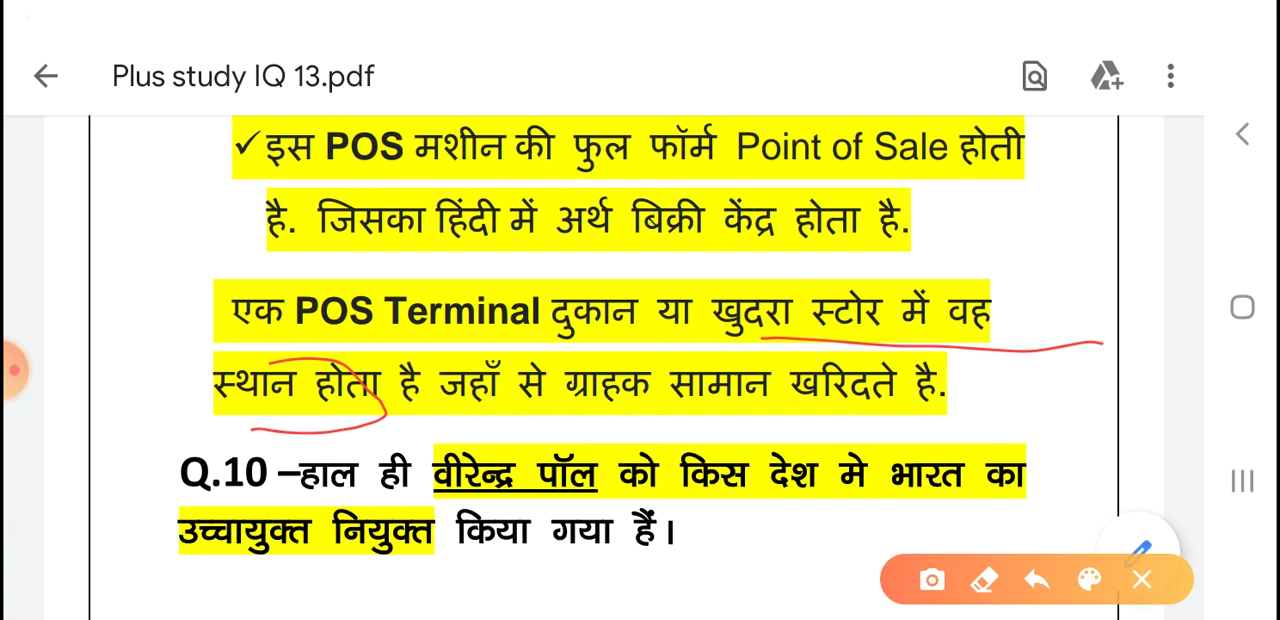 Plus study IQ 13.pdf
✓इस POS मशीन की फुल फॉर्म Point of Sale होती
है. जिसका हिंदी में अर्थ बिक्री केंद्र होता है.
एक POS Terminal दुकान या खुदरा स्टोर में वह
स्थान होता है जहाँ से ग्राहक सामान खरिदते है.
Q.10 –हाल ही वीरेन्द्र पॉल को किस देश मे भारत का
उच्चायुक्त नियुक्त किया गया हैं।